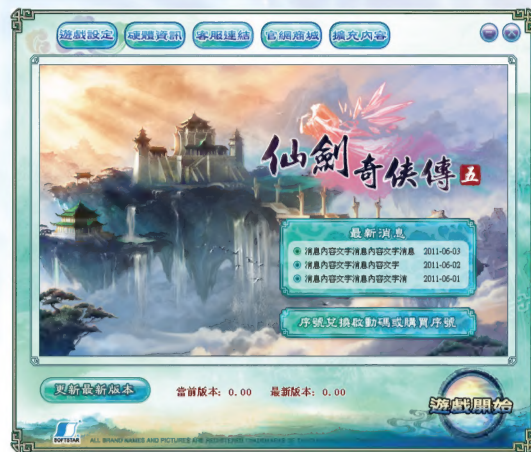 遊戲設定 硬體資訊 客服連結 官網商城 擴充內容
仙劍奇俠傳 五
最新消息
消息內容文字消息內容文字消息 2011-06-03
消息內容文字消息內容文字 2011-06-02
消息內容文字消息內容文字消 2011-06-01
序號兌換啟動碼或購買序號
更新最新版本 當前版本: 0.00 最新版本: 0.00
遊戲開始
SOFTSTAR
ALL BRAND NAMES AND PICTURES ARE REGISTERED TRADEMARKS OF